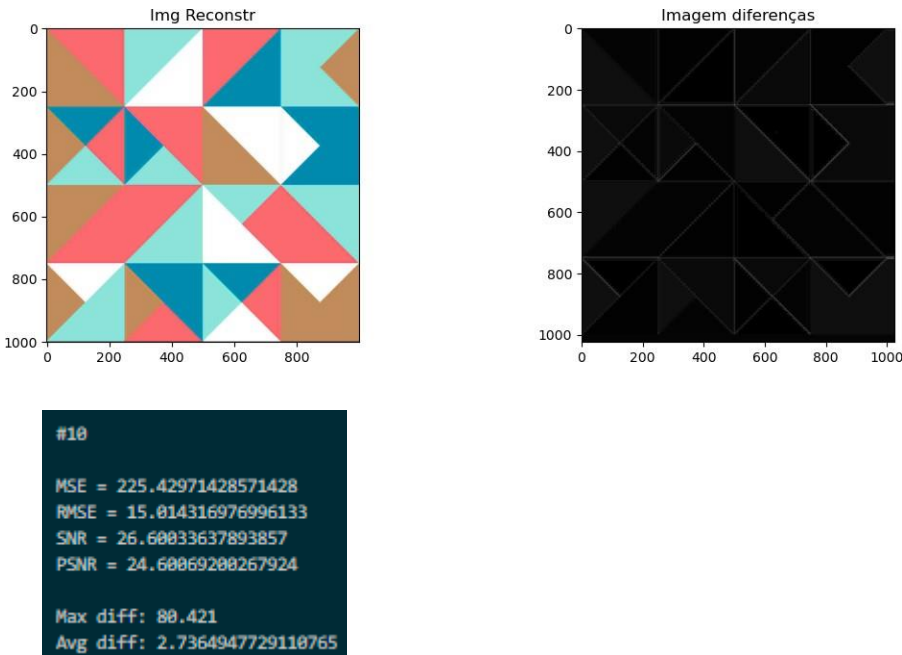 Img Reconstr
0
200
400
600
800
1000
0 200 400 600 800
Imagem diferenças
0
200
400
600
800
1000
0 200 400 600 800 1000
#10
MSE = 225.42971428571428
RMSE = 15.014316976996133
SNR = 26.60033637893857
PSNR = 24.60069200267924
Max diff: 80.421
Avg diff: 2.7364947729110765